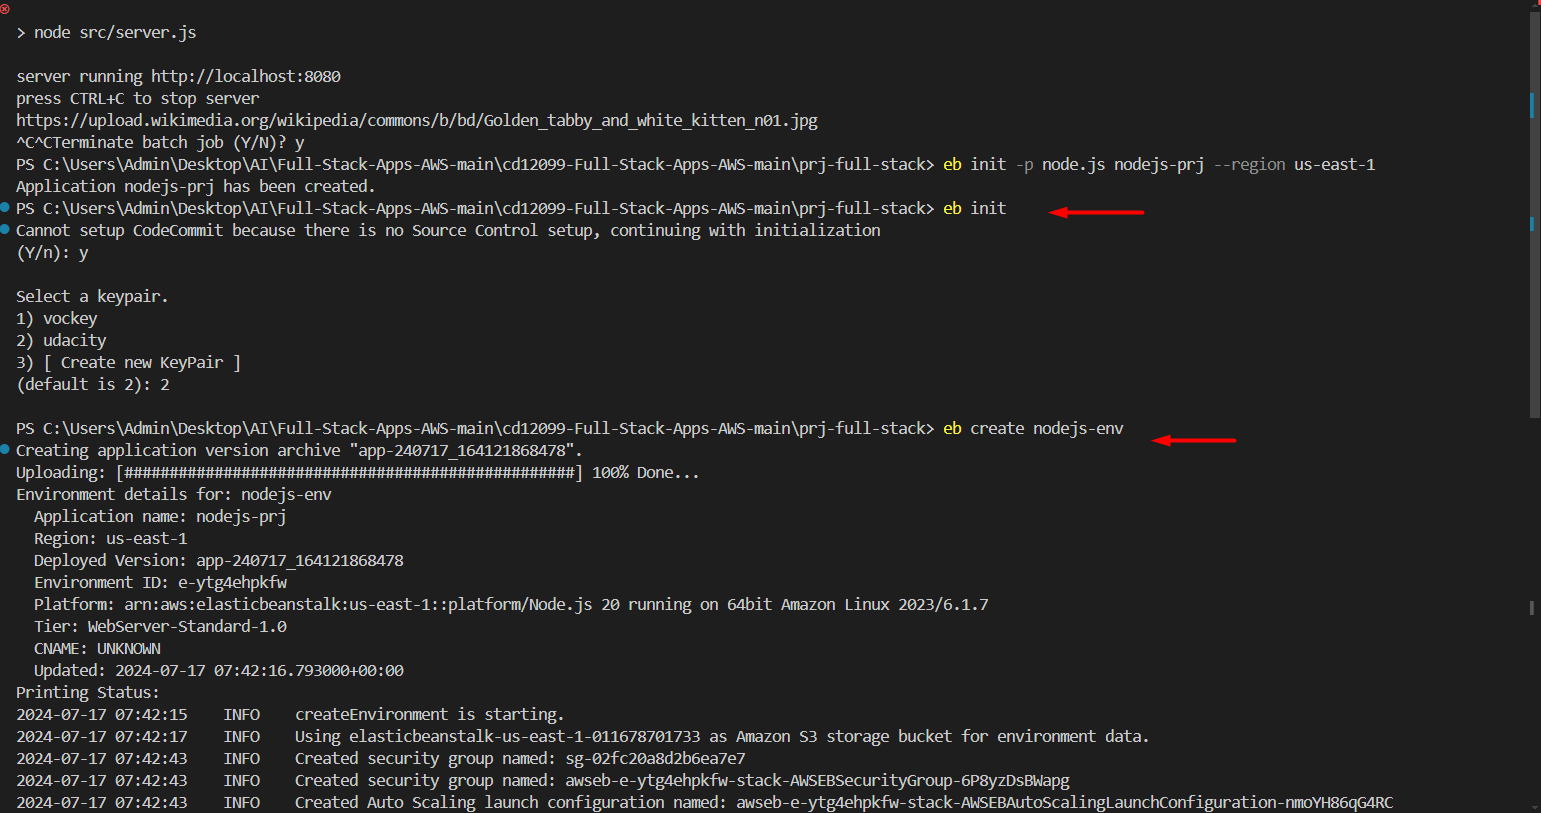 > node src/server.js
server running http://localhost:8080
press CTRL+C to stop server
https://upload.wikimedia.org/wikipedia/commons/b/bd/Golden_tabby_and_white_kitten_n01.jpg
^C^CTerminate batch job (Y/N)? y
PS C:\Users\Admin\Desktop\AI\Full-Stack-Apps-AWS-main\cd12099-Full-Stack-Apps-AWS-main\prj-full-stack> eb init -p node.js nodejs-prj --region us-east-1
Application nodejs-prj has been created.
PS C:\Users\Admin\Desktop\AI\Full-Stack-Apps-AWS-main\cd12099-Full-Stack-Apps-AWS-main\prj-full-stack> eb init
Cannot setup CodeCommit because there is no Source Control setup, continuing with initialization
(Y/n): y
Select a keypair.
1) vockey
2) udacity
3) [ Create new KeyPair ]
(default is 2): 2
PS C:\Users\Admin\Desktop\AI\Full-Stack-Apps-AWS-main\cd12099-Full-Stack-Apps-AWS-main\prj-full-stack> eb create nodejs-env
Creating application version archive "app-240717_164121868478".
Uploading: [##################################################] 100% Done...
Environment details for: nodejs-env
  Application name: nodejs-prj
  Region: us-east-1
  Deployed Version: app-240717_164121868478
  Environment ID: e-ytg4ehpkfw
  Platform: arn:aws:elasticbeanstalk:us-east-1::platform/Node.js 20 running on 64bit Amazon Linux 2023/6.1.7
  Tier: WebServer-Standard-1.0
  CNAME: UNKNOWN
  Updated: 2024-07-17 07:42:16.793000+00:00
Printing Status:
2024-07-17 07:42:15    INFO    createEnvironment is starting.
2024-07-17 07:42:17    INFO    Using elasticbeanstalk-us-east-1-011678701733 as Amazon S3 storage bucket for environment data.
2024-07-17 07:42:43    INFO    Created security group named: sg-02fc20a8d2b6ea7e7
2024-07-17 07:42:43    INFO    Created security group named: awseb-e-ytg4ehpkfw-stack-AWSEBSecurityGroup-6P8yzDsBWapg
2024-07-17 07:42:43    INFO    Created Auto Scaling launch configuration named: awseb-e-ytg4ehpkfw-stack-AWSEBAutoScalingLaunchConfiguration-nmoYH86qG4RC